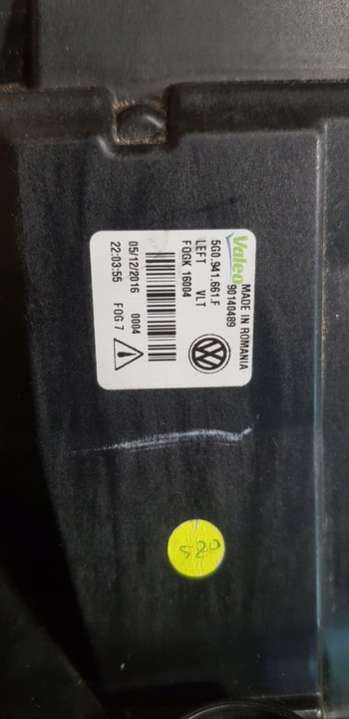 Valeo
MADE IN ROMANIA
90140489
5G0.941.661.F
LEFT VLT
FOGK 16004
05/12/2016 0004
22:03:55 FOG 7
580